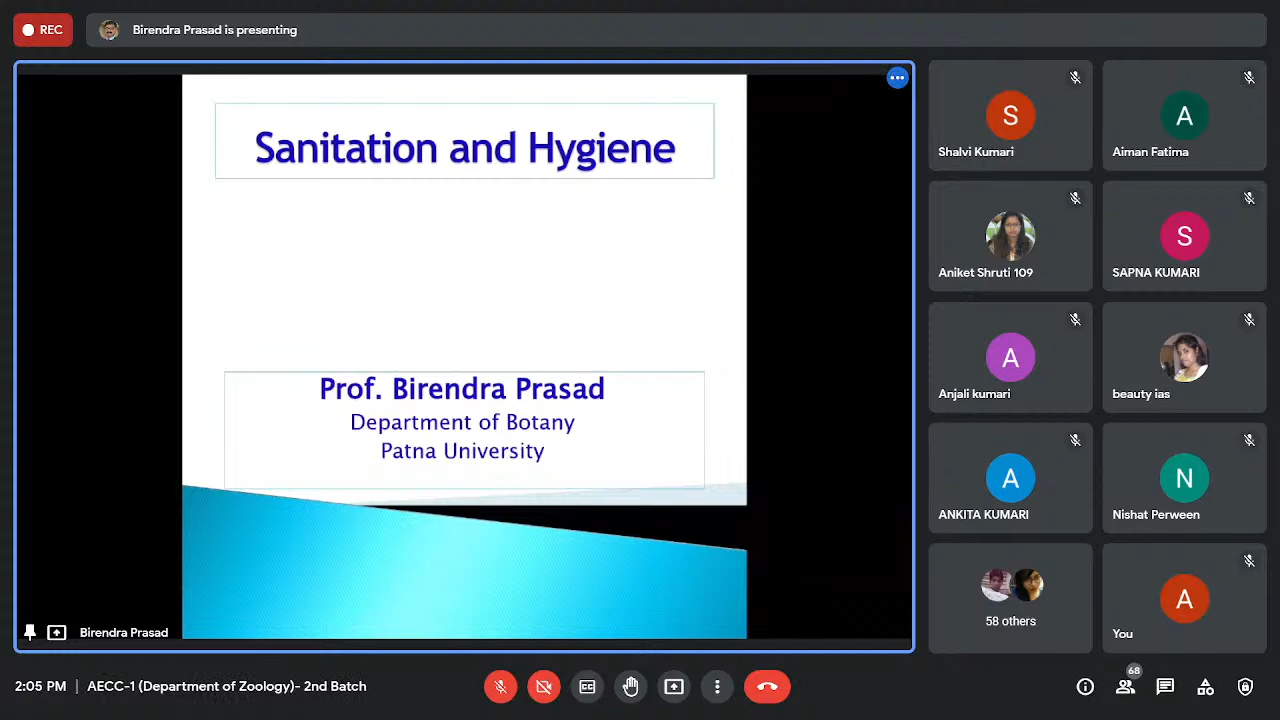 REC
Birendra Prasad is presenting
Sanitation and Hygiene
Prof. Birendra Prasad
Department of Botany
Patna University
Birendra Prasad
S
Shalvi Kumari
A
Aiman Fatima
Aniket Shruti 109
S
SAPNA KUMARI
A
Anjali kumari
beauty ias
A
ANKITA KUMARI
N
Nishat Perween
58 others
A
You
2:05 PM | AECC-1 (Department of Zoology)- 2nd Batch
68